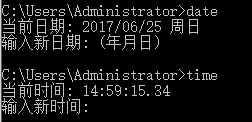 C:\Users\Administrator>date
当前日期: 2017/06/25 周日
输入新日期: (年月日)
C:\Users\Administrator>time
当前时间: 14:59:15.34
输入新时间: